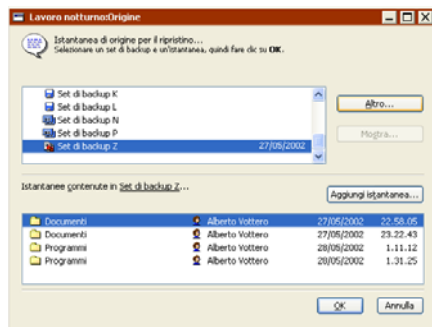 Lavoro notturno:Origine
Istantanea di origine per il ripristino...
Selezionare un set di backup e un'istantanea, quindi fare clic su OK.
Set di backup K
Set di backup L
Set di backup N
Set di backup P
Set di backup Z 27/05/2002
Altro...
Mostra...
Istantanee contenute in Set di backup Z...
Aggiungi istantanea...
Documenti Alberto Vottero 27/05/2002 22.58.05
Documenti Alberto Vottero 27/05/2002 23.22.43
Programmi Alberto Vottero 28/05/2002 1.11.12
Programmi Alberto Vottero 28/05/2002 1.31.25
OK Annulla